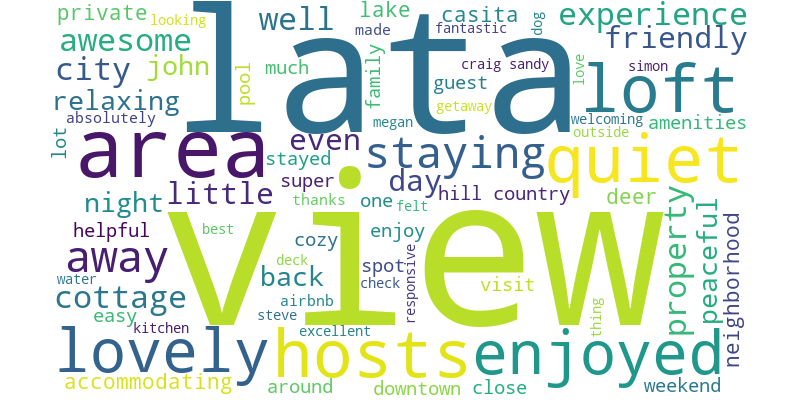 private
looking
lata
well
lake
made
casita
fantastic
dog
experience
awesome
friendly
city
john
pool
much
family
craig sandy
love
simon
guest
loft
relaxing
getaway
absolutely
megan
welcoming
amenities
lot
area
even
outside
stayed
staying
quiet
super
day
little
night
thanks
one
felt
hill country
deer
helpful
best
view
enjoy
cozy
property
peaceful
neighborhood
away
deck
back
spot
check
responsive
visit
water
cottage
airbnb
steve
easy
kitchen
excellent
thing
lovely
hosts
enjoyed
accommodating
around
downtown
close
weekend